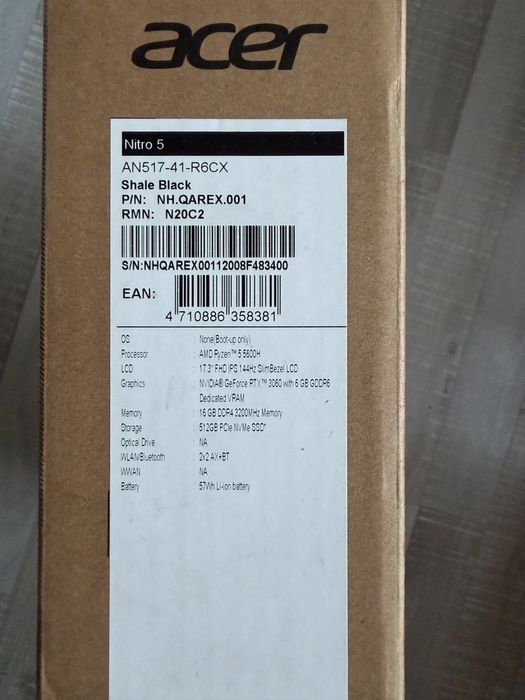 acer
Nitro 5
AN517-41-R6CX
Shale Black
P/N: NH.QAREX.001
RMN: N20C2
S/N:NHQAREX00112008F483400
EAN:
4 710886 358381
OS : None(Boot-up only)
Processor : AMD Ryzen™ 5 5600H
LCD : 17.3" FHD IPS 144Hz SlimBezel LCD
Graphics : NVIDIA® GeForce RTX™ 3060 with 6 GB GDDR6
Dedicated VRAM
Memory : 16 GB DDR4 3200MHz Memory
Storage : 512GB PCIe NVMe SSD*
Optical Drive : NA
WLAN/Bluetooth : 2x2 AX+BT
WWAN : NA
Battery : 57Wh Li-ion battery